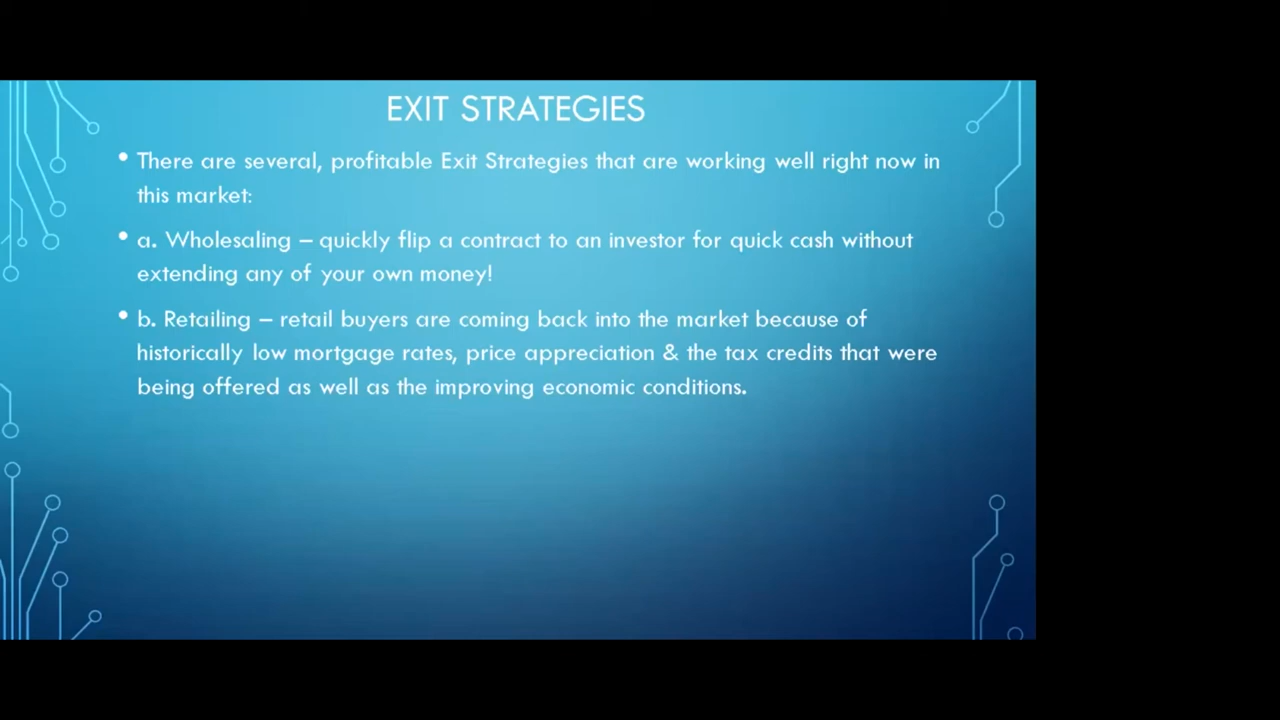 EXIT STRATEGIES
• There are several, profitable Exit Strategies that are working well right now in
this market:
• a. Wholesaling – quickly flip a contract to an investor for quick cash without
extending any of your own money!
• b. Retailing – retail buyers are coming back into the market because of
historically low mortgage rates, price appreciation & the tax credits that were
being offered as well as the improving economic conditions.